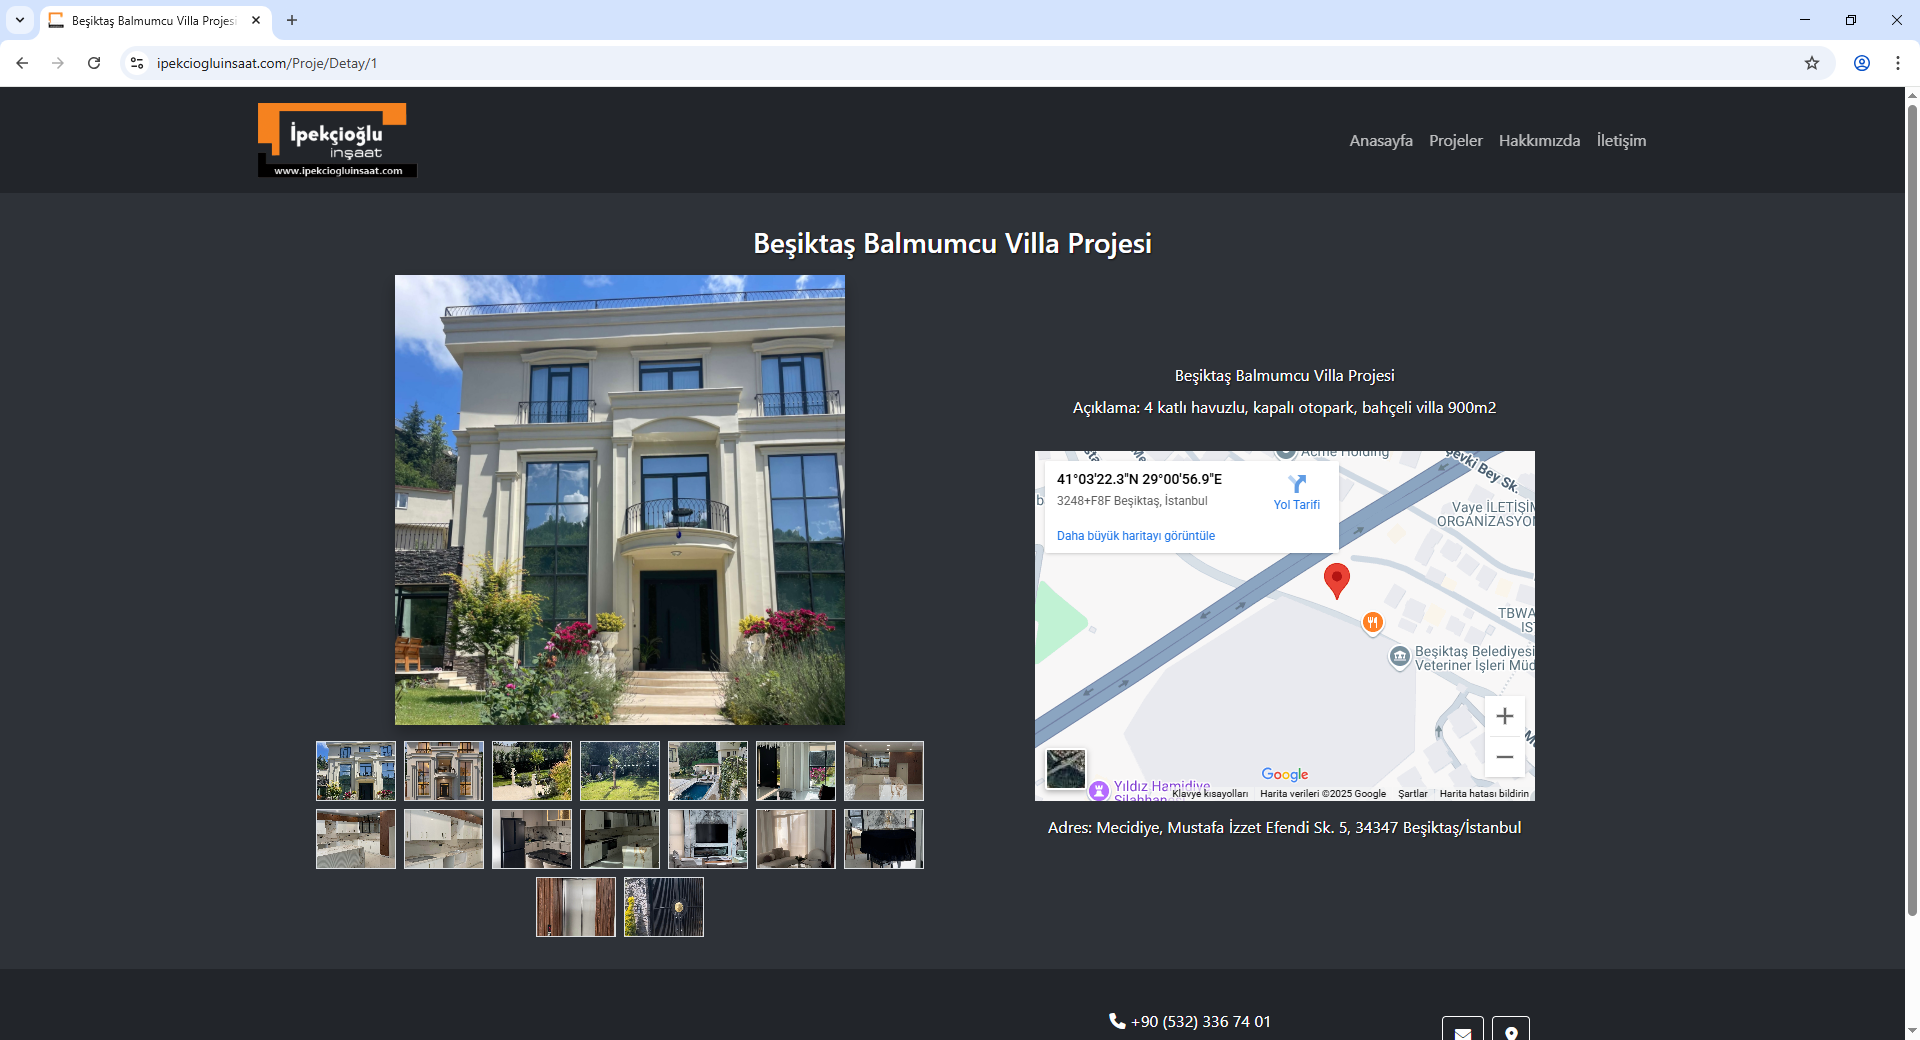 Beşiktaş Balmumcu Villa Projesi
ipekciogluinsaat.com/Proje/Detay/1
İpekçioğlu
inşaat
www.ipekciogluinsaat.com
Anasayfa Projeler Hakkımızda İletişim
Beşiktaş Balmumcu Villa Projesi
Beşiktaş Balmumcu Villa Projesi
Açıklama: 4 katlı havuzlu, kapalı otopark, bahçeli villa 900m2
Acme Holding
Şevki Bey Sk.
41°03'22.3"N 29°00'56.9"E
3248+F8F Beşiktaş, İstanbul
Yol Tarifi
Daha büyük haritayı görüntüle
Vaye İLETİŞİM
ORGANİZASYON
TBWA
IS
Beşiktaş Belediyesi
Veteriner İşleri Müd
Yıldız Hamidiye
Silahhan
Google
Klavye kısayolları Harita verileri ©2025 Google Şartlar Harita hatası bildirin
Adres: Mecidiye, Mustafa İzzet Efendi Sk. 5, 34347 Beşiktaş/İstanbul
+90 (532) 336 74 01